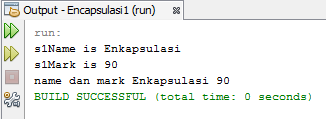 Output - Encapsulasi1 (run)
run:
s1Name is Enkapsulasi
s1Mark is 90
name dan mark Enkapsulasi 90
BUILD SUCCESSFUL (total time: 0 seconds)